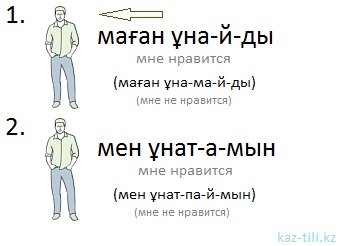 1.
маған ұна-й-ды
мне нравится
(маған ұна-ма-й-ды)
(мне не нравится)
2.
мен ұнат-а-мын
мне нравится
(мен ұнат-па-й-мын)
(мне не нравится)
kaz-tili.kz